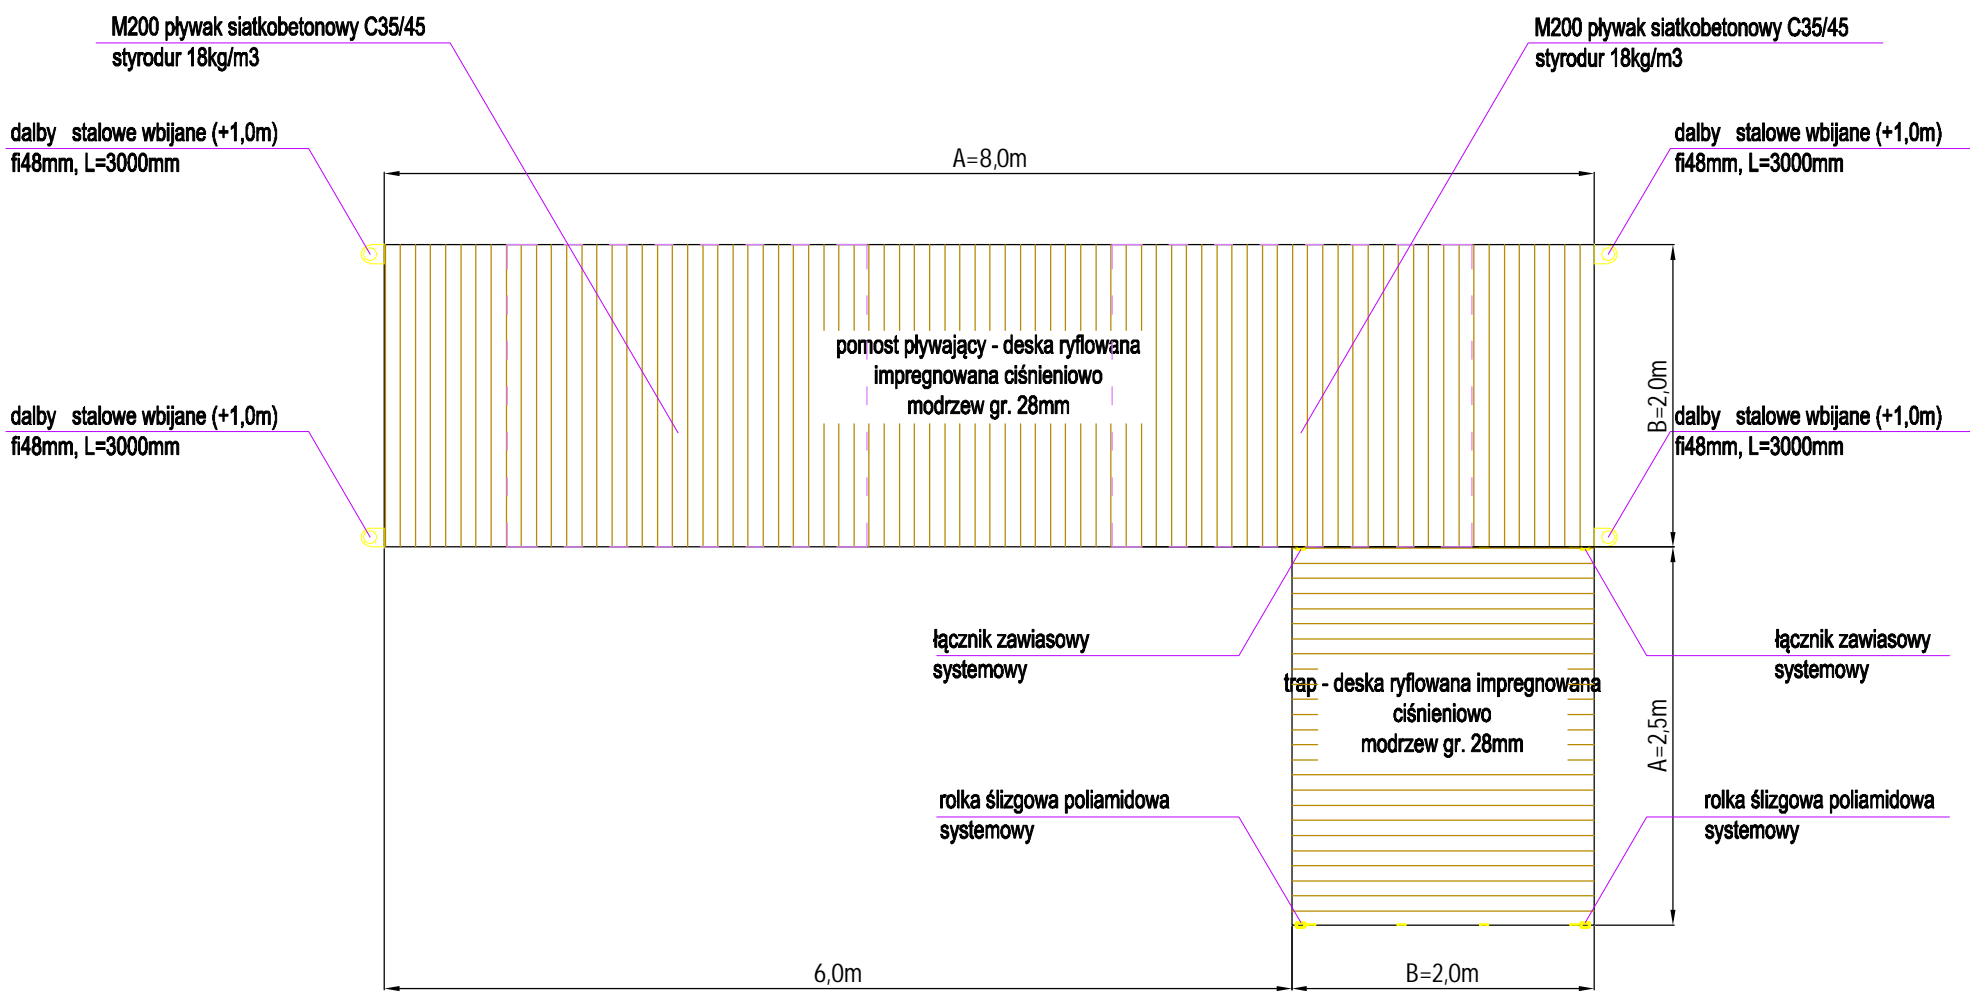 M200 pływak siatkobetonowy C35/45
styrodur 18kg/m3
M200 pływak siatkobetonowy C35/45
styrodur 18kg/m3
dalby stalowe wbijane (+1,0m)
fi48mm, L=3000mm
dalby stalowe wbijane (+1,0m)
fi48mm, L=3000mm
A=8,0m
pomost pływający - deska ryflowana
impregnowana ciśnieniowo
modrzew gr. 28mm
B=2,0m
dalby stalowe wbijane (+1,0m)
fi48mm, L=3000mm
dalby stalowe wbijane (+1,0m)
fi48mm, L=3000mm
łącznik zawiasowy
systemowy
łącznik zawiasowy
systemowy
trap - deska ryflowana impregnowana
ciśnieniowo
modrzew gr. 28mm
A=2,5m
rolka ślizgowa poliamidowa
systemowy
rolka ślizgowa poliamidowa
systemowy
6,0m
B=2,0m